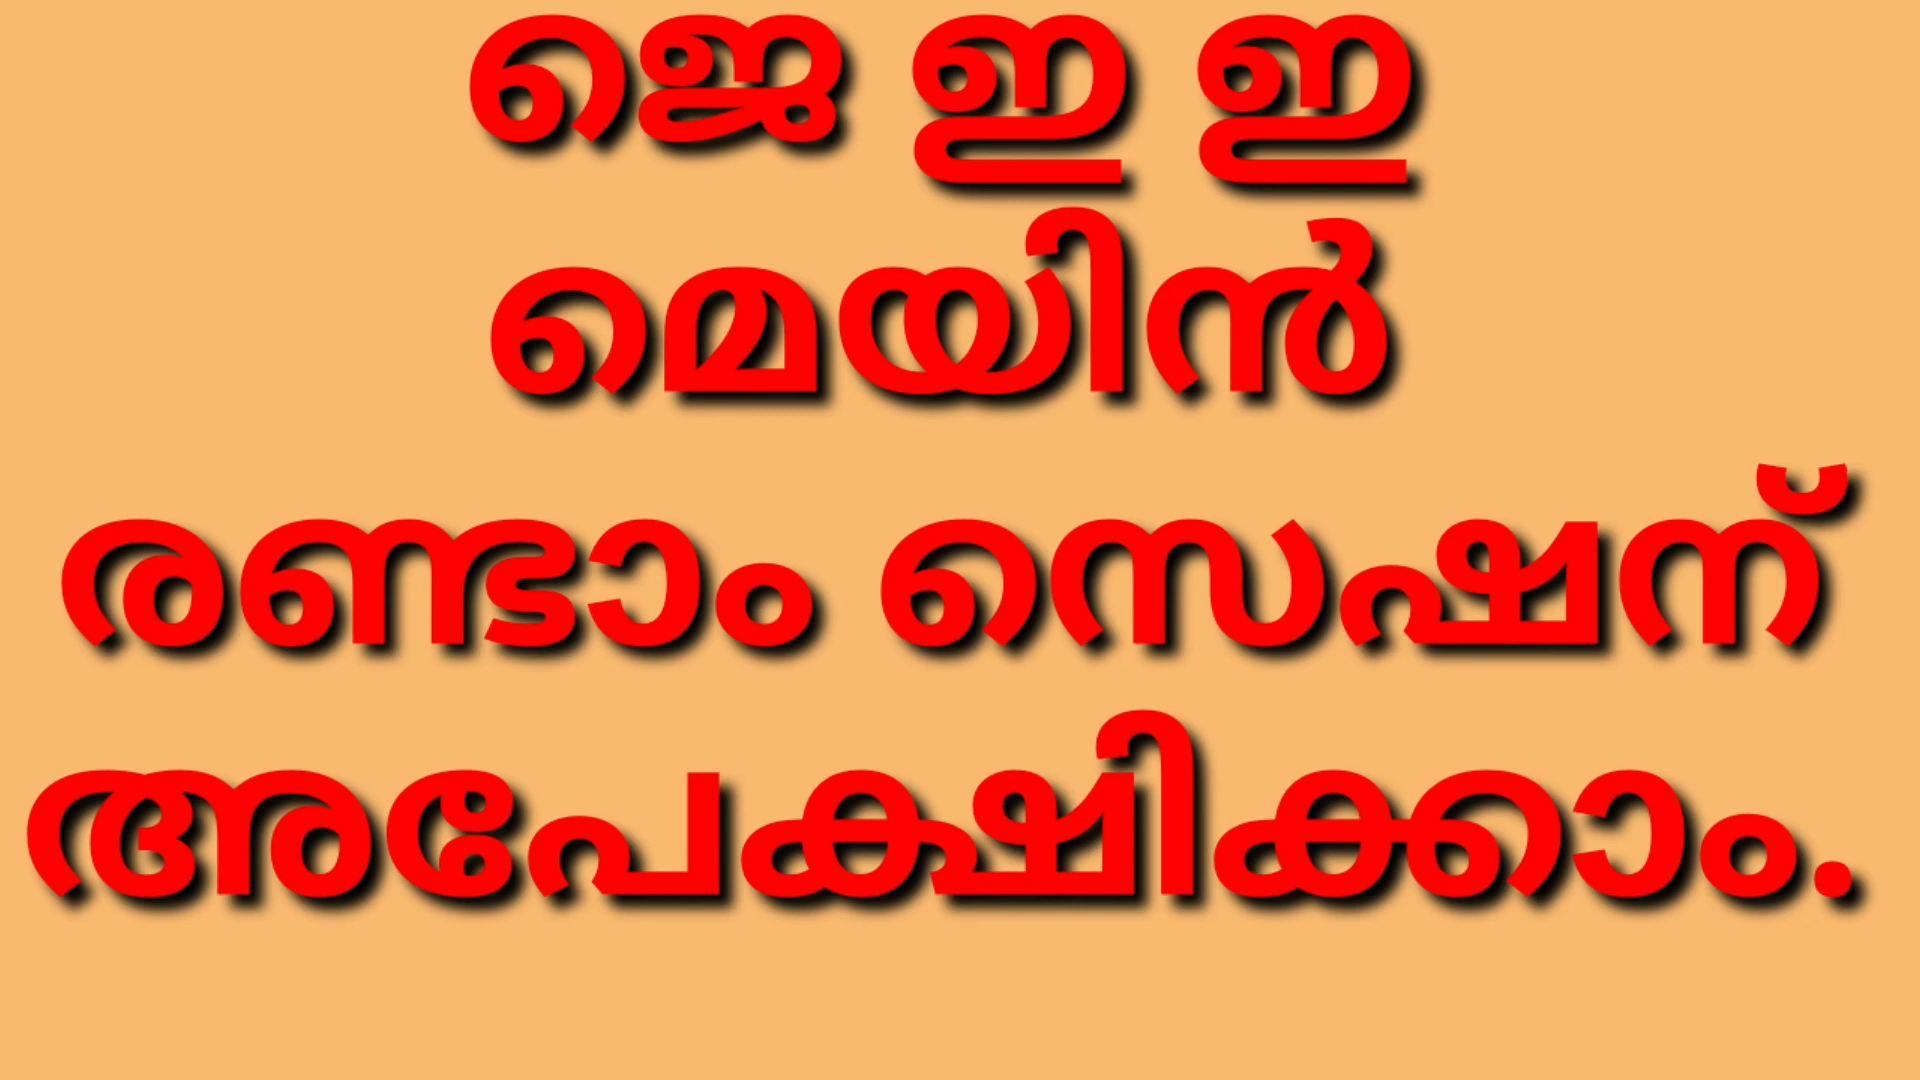 ജെ ഇ ഇ
മെയിൻ
രണ്ടാം സെഷന്
അപേക്ഷിക്കാം.